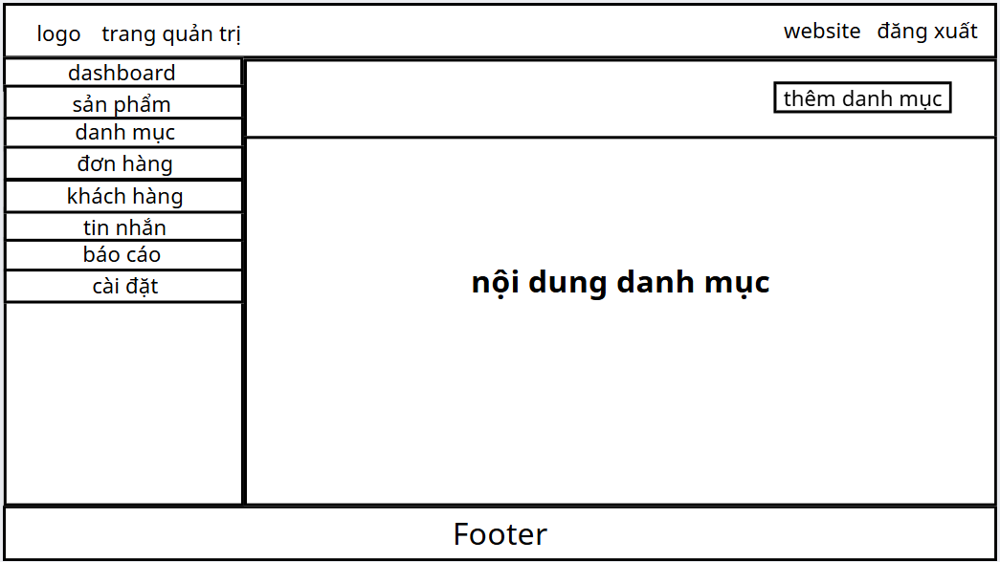 logo trang quản trị website đăng xuất
dashboard
sản phẩm
danh mục
đơn hàng
khách hàng
tin nhắn
báo cáo
cài đặt
thêm danh mục
nội dung danh mục
Footer